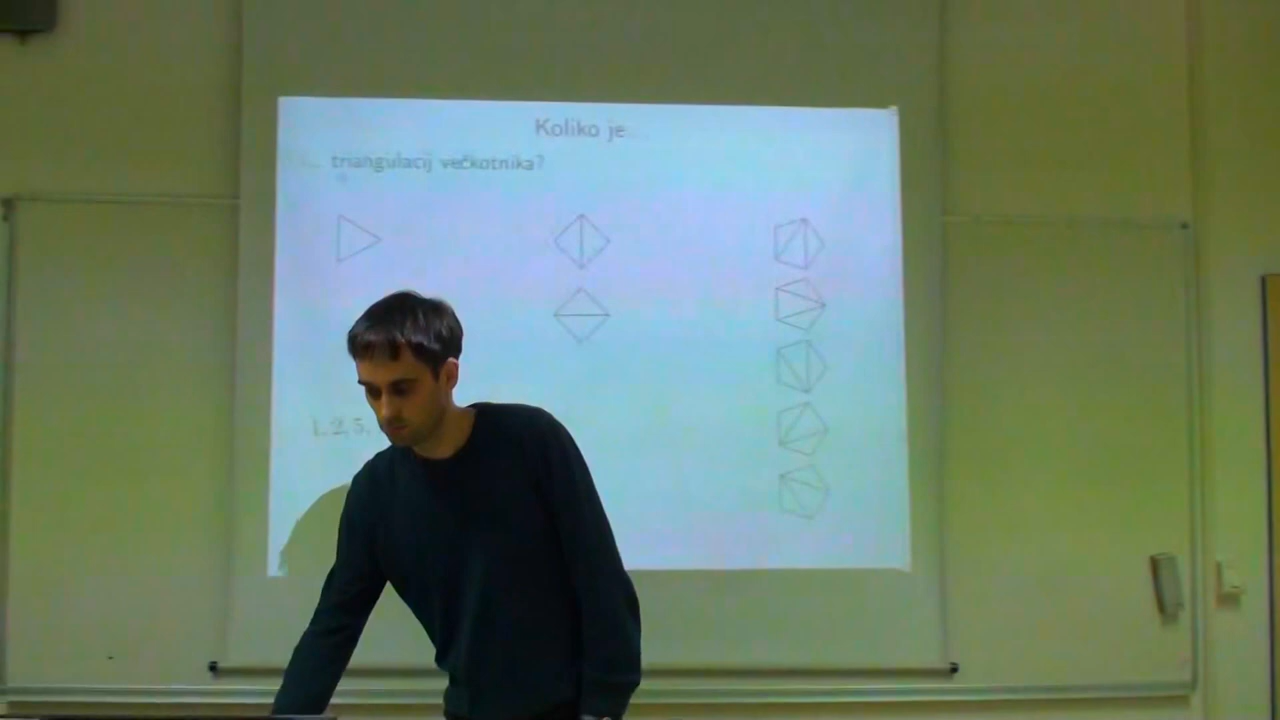 Koliko je
... triangulacij večkotnika?
1, 2, 5,